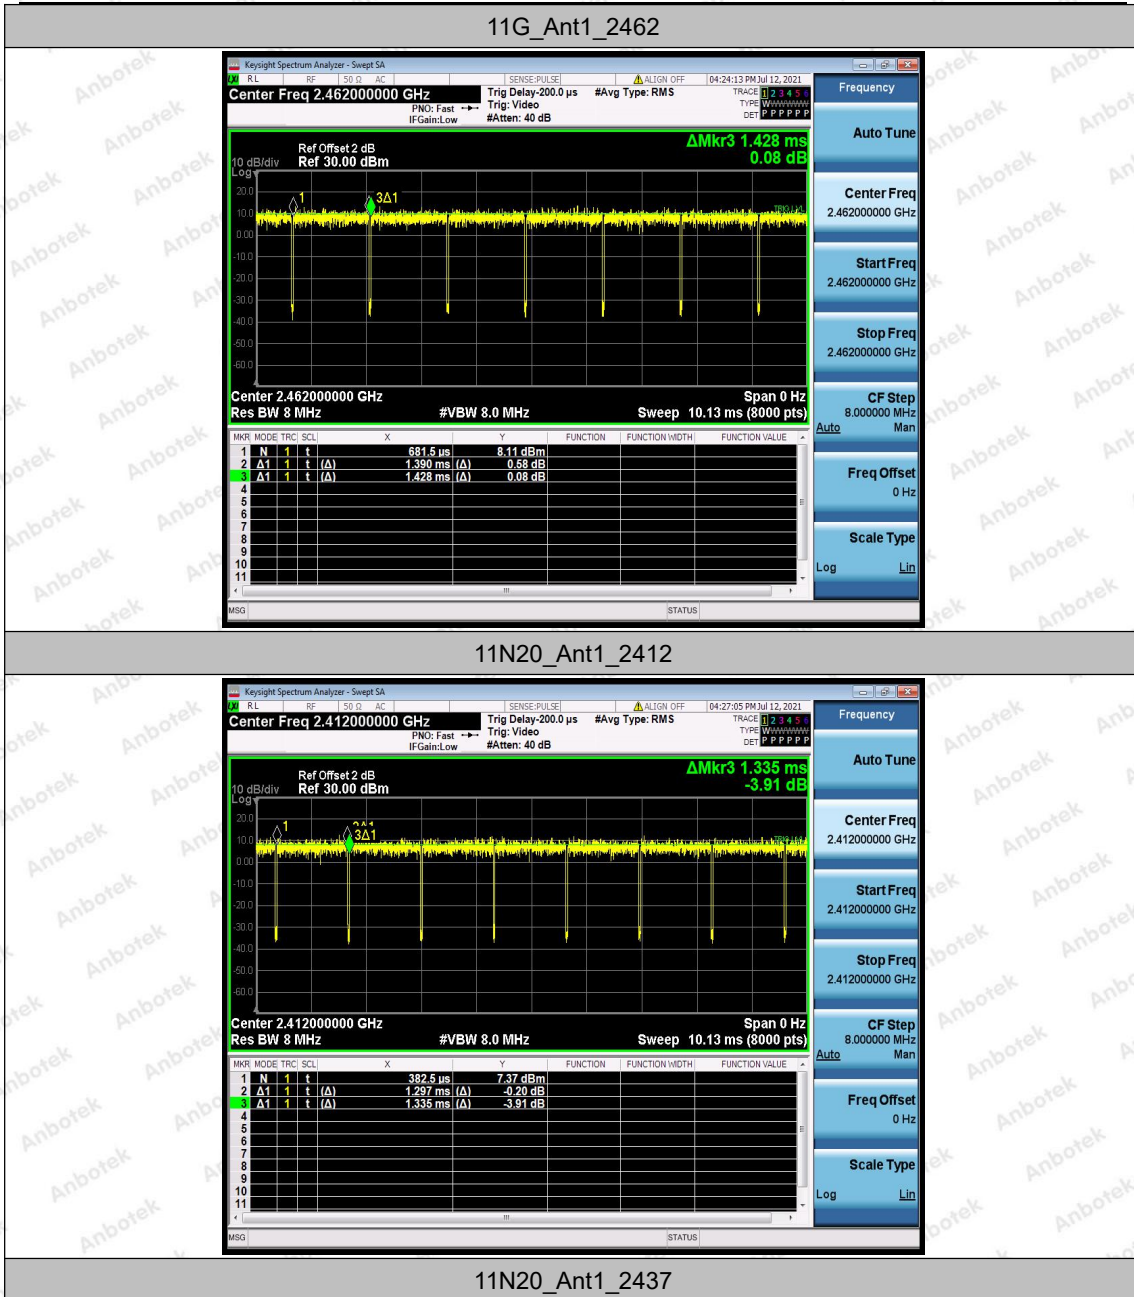 11G_Ant1_2462
Keysight Spectrum Analyzer - Swept SA
RL RF 50 Ω AC SENSE:PULSE ALIGN OFF 04:24:13 PM Jul 12, 2021
Center Freq 2.462000000 GHz
PNO: Fast
IFGain:Low
Trig Delay-200.0 µs
Trig: Video
#Atten: 40 dB
#Avg Type: RMS
TRACE 1 2 3 4 5 6
TYPE WWWWWW
DET P P P P P P
Frequency
Auto Tune
Center Freq
2.462000000 GHz
Start Freq
2.462000000 GHz
Stop Freq
2.462000000 GHz
CF Step
8.000000 MHz
Auto Man
Freq Offset
0 Hz
Scale Type
Log Lin
ΔMkr3 1.428 ms
0.08 dB
Ref Offset 2 dB
10 dB/div Ref 30.00 dBm
Log
20.0
10.0
0.00
-10.0
-20.0
-30.0
-40.0
-50.0
-60.0
1
3Δ1
TRIG LVL
Center 2.462000000 GHz Span 0 Hz
Res BW 8 MHz #VBW 8.0 MHz Sweep 10.13 ms (8000 pts)
MKR MODE TRC SCL X Y FUNCTION FUNCTION WIDTH FUNCTION VALUE
1 N 1 t 681.5 µs 8.11 dBm
2 Δ1 1 t (Δ) 1.390 ms (Δ) 0.58 dB
3 Δ1 1 t (Δ) 1.428 ms (Δ) 0.08 dB
4
5
6
7
8
9
10
11
MSG STATUS
11N20_Ant1_2412
Keysight Spectrum Analyzer - Swept SA
RL RF 50 Ω AC SENSE:PULSE ALIGN OFF 04:27:05 PM Jul 12, 2021
Center Freq 2.412000000 GHz
PNO: Fast
IFGain:Low
Trig Delay-200.0 µs
Trig: Video
#Atten: 40 dB
#Avg Type: RMS
TRACE 1 2 3 4 5 6
TYPE WWWWWW
DET P P P P P P
Frequency
Auto Tune
Center Freq
2.412000000 GHz
Start Freq
2.412000000 GHz
Stop Freq
2.412000000 GHz
CF Step
8.000000 MHz
Auto Man
Freq Offset
0 Hz
Scale Type
Log Lin
ΔMkr3 1.335 ms
-3.91 dB
Ref Offset 2 dB
10 dB/div Ref 30.00 dBm
Log
20.0
10.0
0.00
-10.0
-20.0
-30.0
-40.0
-50.0
-60.0
1
3Δ1
Center 2.412000000 GHz Span 0 Hz
Res BW 8 MHz #VBW 8.0 MHz Sweep 10.13 ms (8000 pts)
MKR MODE TRC SCL X Y FUNCTION FUNCTION WIDTH FUNCTION VALUE
1 N 1 t 382.5 µs 7.37 dBm
2 Δ1 1 t (Δ) 1.297 ms (Δ) -0.20 dB
3 Δ1 1 t (Δ) 1.335 ms (Δ) -3.91 dB
4
5
6
7
8
9
10
11
MSG STATUS
11N20_Ant1_2437
Anbotek